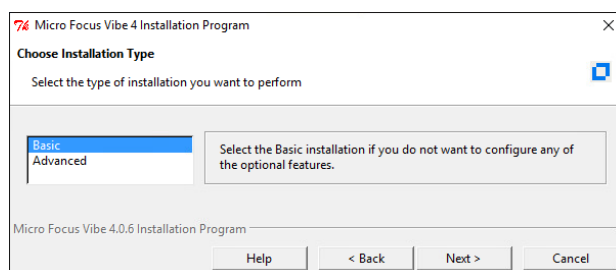 Micro Focus Vibe 4 Installation Program
Choose Installation Type
Select the type of installation you want to perform
Basic
Advanced
Select the Basic installation if you do not want to configure any of
the optional features.
Micro Focus Vibe 4.0.6 Installation Program
Help
< Back
Next >
Cancel